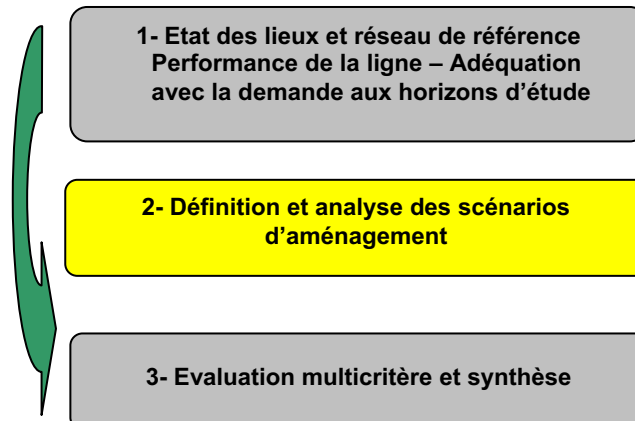 1- Etat des lieux et réseau de référence
Performance de la ligne – Adéquation
avec la demande aux horizons d’étude
2- Définition et analyse des scénarios
d’aménagement
3- Evaluation multicritère et synthèse